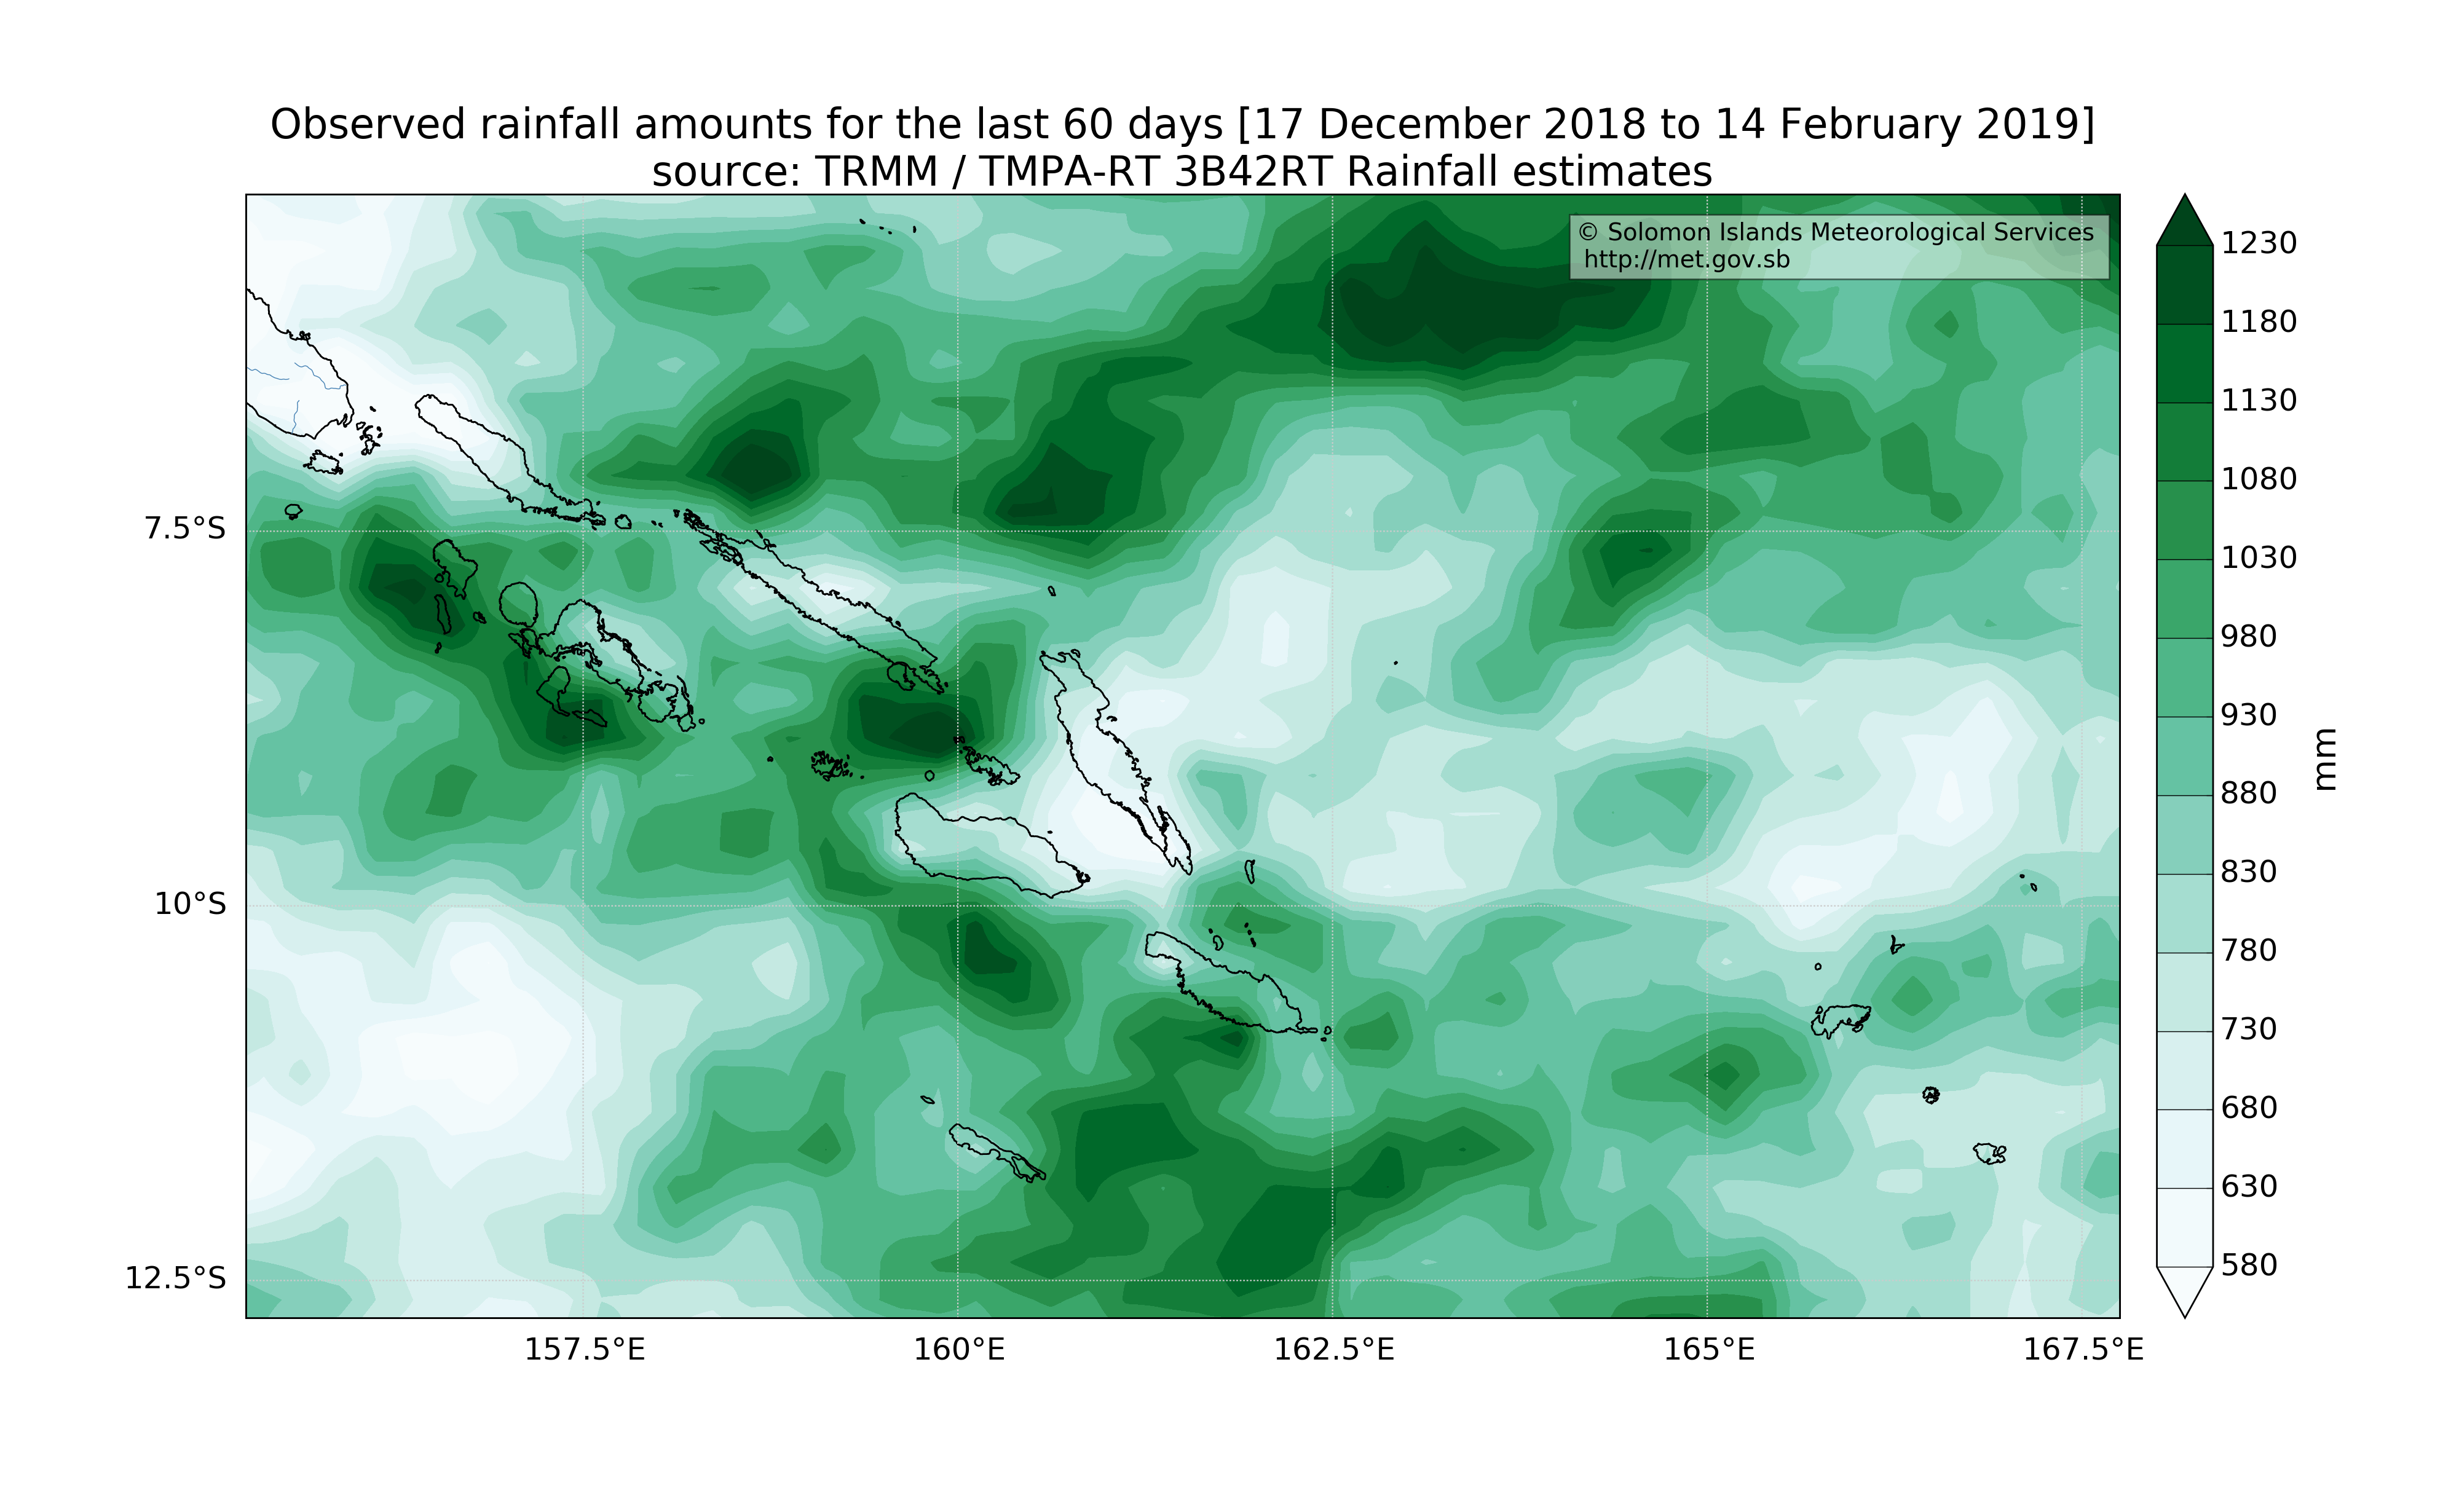 Observed rainfall amounts for the last 60 days [17 December 2018 to 14 February 2019]
source: TRMM / TMPA-RT 3B42RT Rainfall estimates
© Solomon Islands Meteorological Services
http://met.gov.sb
7.5°S
10°S
12.5°S
157.5°E
160°E
162.5°E
165°E
167.5°E
1230
1180
1130
1080
1030
980
930
880
830
780
730
680
630
580
mm